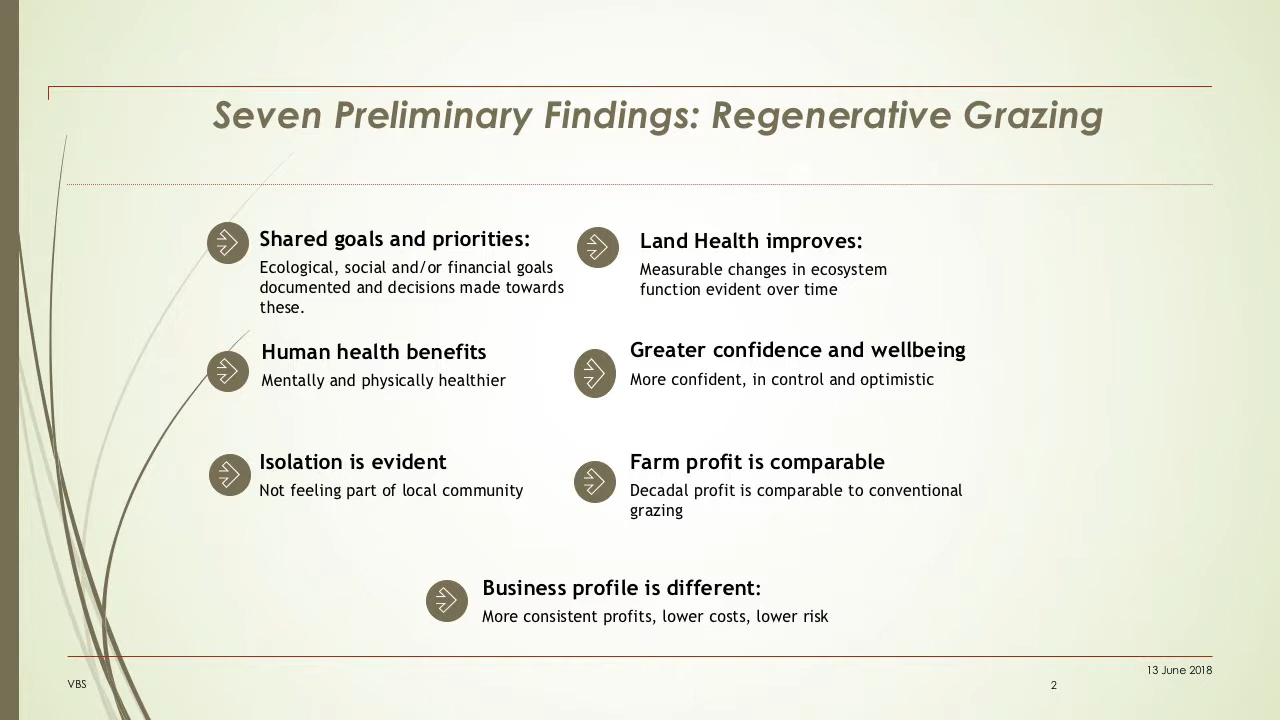 Seven Preliminary Findings: Regenerative Grazing
Shared goals and priorities:
Ecological, social and/or financial goals
documented and decisions made towards
these.
Land Health improves:
Measurable changes in ecosystem
function evident over time
Human health benefits
Mentally and physically healthier
Greater confidence and wellbeing
More confident, in control and optimistic
Isolation is evident
Not feeling part of local community
Farm profit is comparable
Decadal profit is comparable to conventional
grazing
Business profile is different:
More consistent profits, lower costs, lower risk
13 June 2018
VBS
2